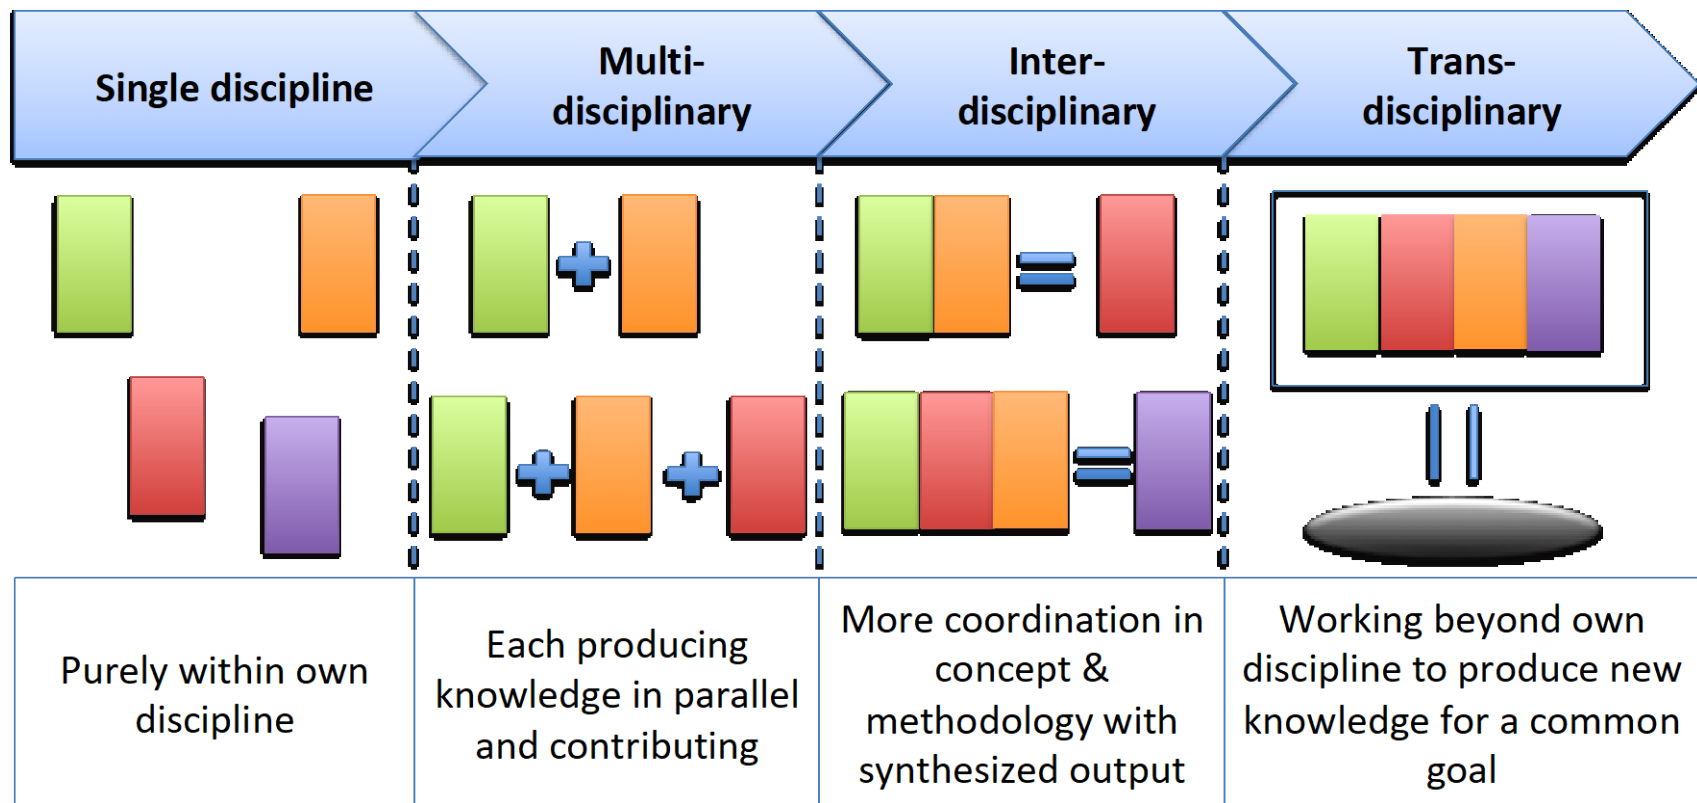 Single discipline
Multi-
disciplinary
Inter-
disciplinary
Trans-
disciplinary
Purely within own
discipline
Each producing
knowledge in parallel
and contributing
More coordination in
concept &
methodology with
synthesized output
Working beyond own
discipline to produce new
knowledge for a common
goal